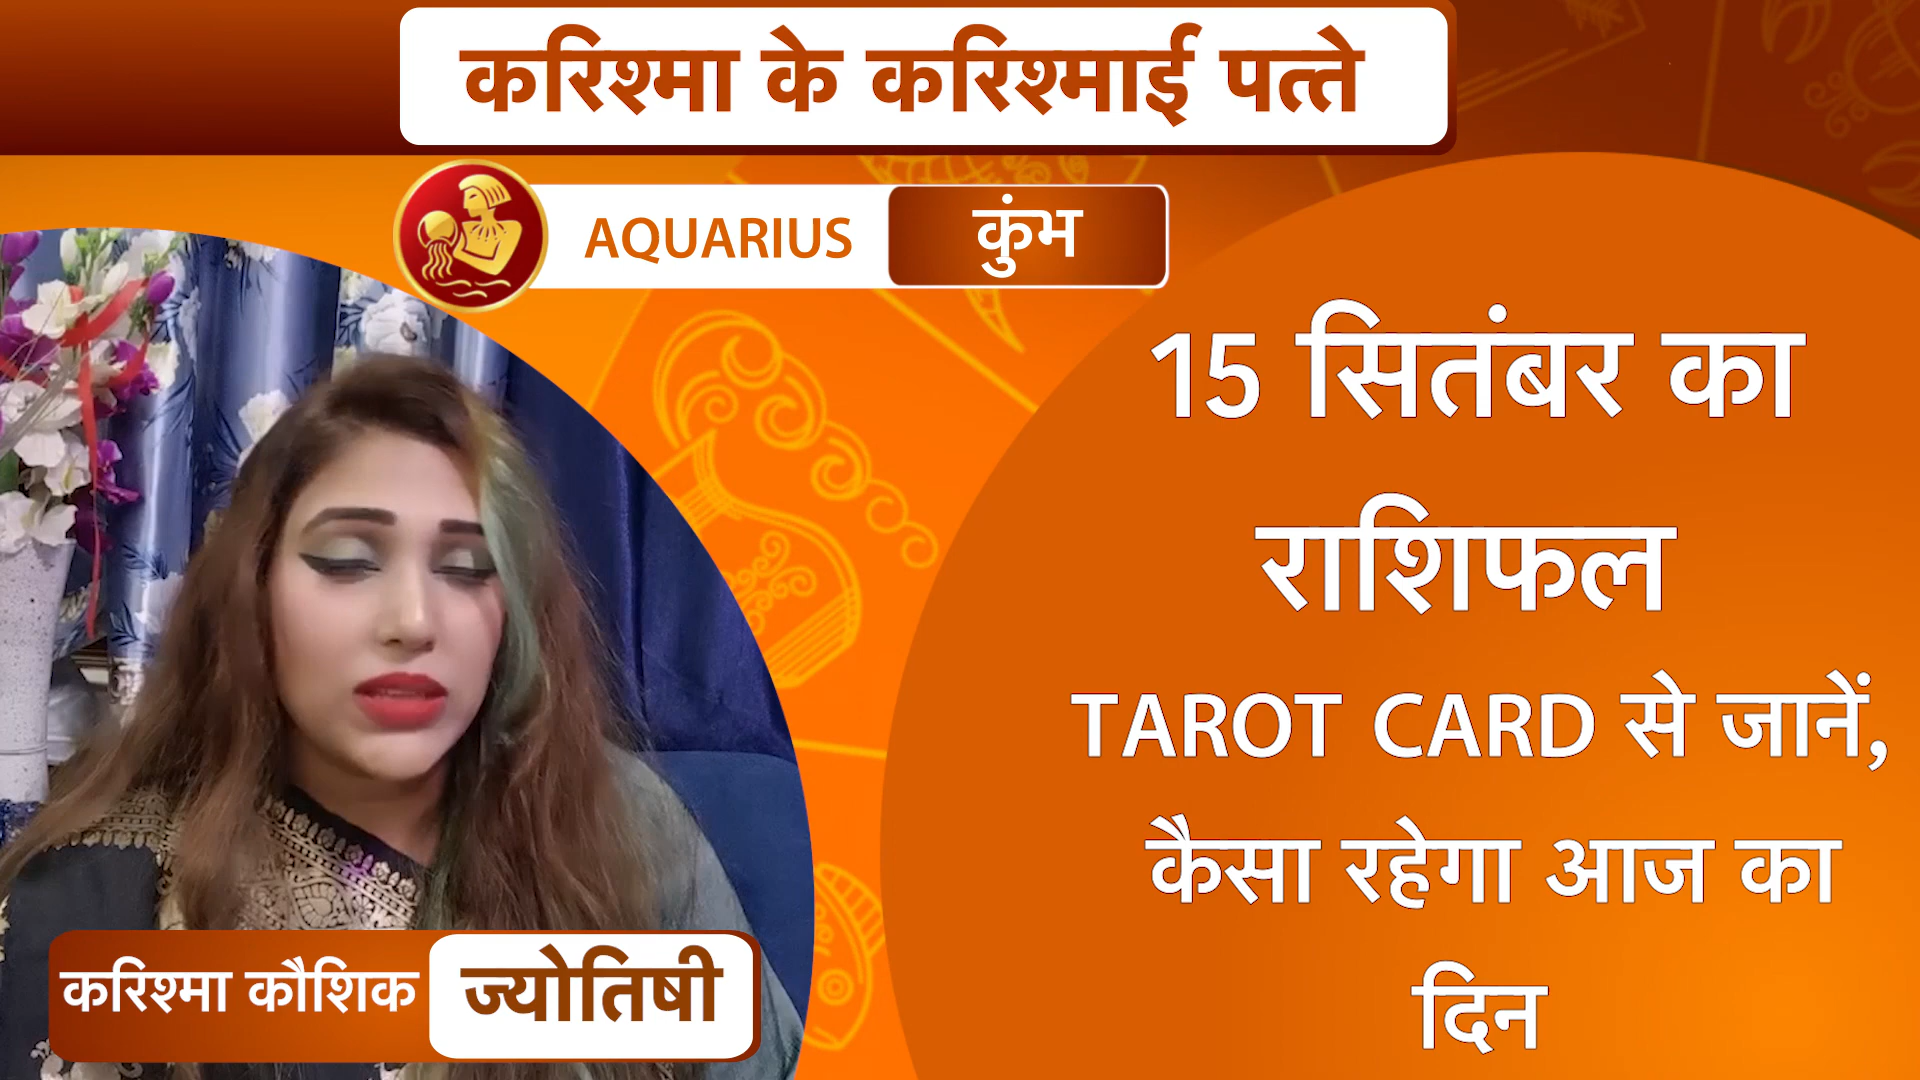 करिश्मा के करिश्माई पत्ते
AQUARIUS कुंभ
15 सितंबर का
राशिफल
TAROT CARD से जानें,
कैसा रहेगा आज का
दिन
करिश्मा कौशिक ज्योतिषी